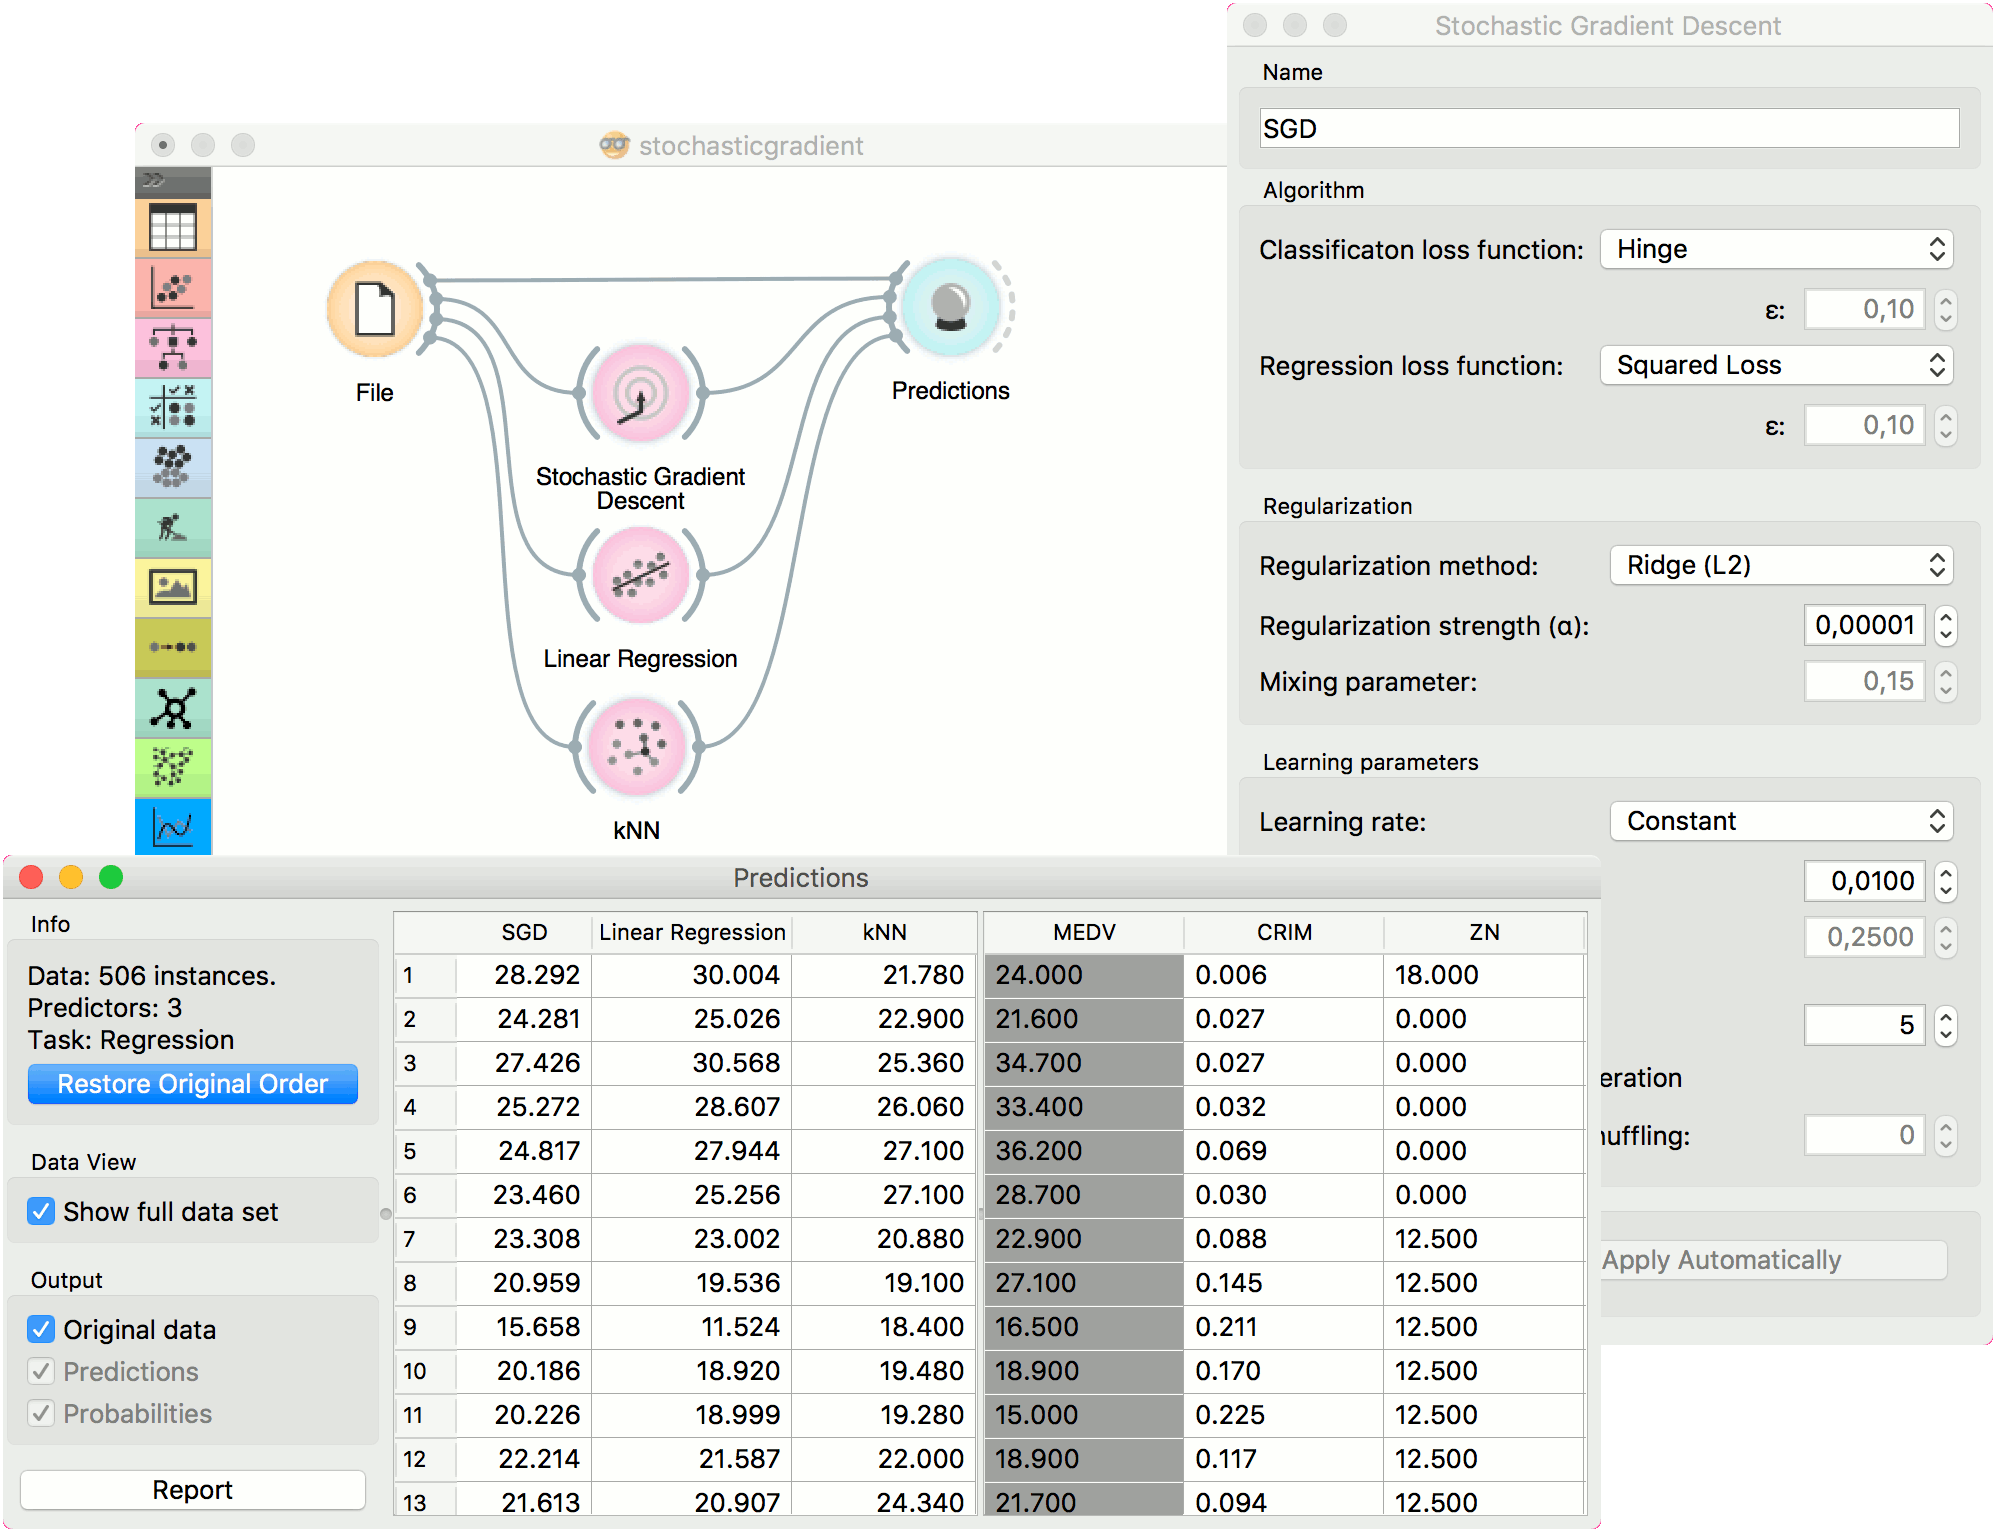 Stochastic Gradient Descent
Name
SGD
Algorithm
Classificaton loss function: Hinge
ε: 0,10
Regression loss function: Squared Loss
ε: 0,10
Regularization
Regularization method: Ridge (L2)
Regularization strength (α): 0,00001
Mixing parameter: 0,15
Learning parameters
Learning rate: Constant
0,0100
0,2500
5
eration
uffling: 0
Apply Automatically
stochasticgradient
File
Predictions
Stochastic Gradient
Descent
Linear Regression
kNN
Predictions
Info
Data: 506 instances.
Predictors: 3
Task: Regression
Restore Original Order
Data View
Show full data set
Output
Original data
Predictions
Probabilities
Report
SGD Linear Regression kNN MEDV CRIM ZN
1 28.292 30.004 21.780 24.000 0.006 18.000
2 24.281 25.026 22.900 21.600 0.027 0.000
3 27.426 30.568 25.360 34.700 0.027 0.000
4 25.272 28.607 26.060 33.400 0.032 0.000
5 24.817 27.944 27.100 36.200 0.069 0.000
6 23.460 25.256 27.100 28.700 0.030 0.000
7 23.308 23.002 20.880 22.900 0.088 12.500
8 20.959 19.536 19.100 27.100 0.145 12.500
9 15.658 11.524 18.400 16.500 0.211 12.500
10 20.186 18.920 19.480 18.900 0.170 12.500
11 20.226 18.999 19.280 15.000 0.225 12.500
12 22.214 21.587 22.000 18.900 0.117 12.500
13 21.613 20.907 24.340 21.700 0.094 12.500